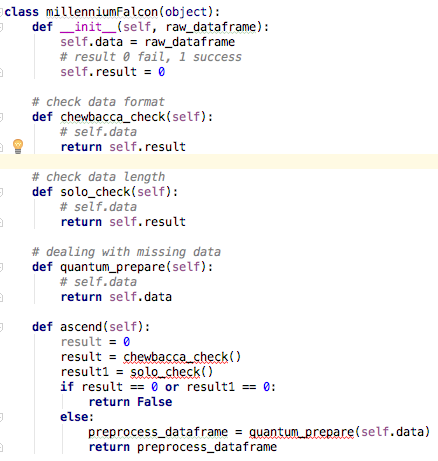 class millenniumFalcon(object):
    def __init__(self, raw_dataframe):
        self.data = raw_dataframe
        # result 0 fail, 1 success
        self.result = 0
    # check data format
    def chewbacca_check(self):
        # self.data
        return self.result
    # check data length
    def solo_check(self):
        # self.data
        return self.result
    # dealing with missing data
    def quantum_prepare(self):
        # self.data
        return self.data
    def ascend(self):
        result = 0
        result = chewbacca_check()
        result1 = solo_check()
        if result == 0 or result1 == 0:
            return False
        else:
            preprocess_dataframe = quantum_prepare(self.data)
            return preprocess_dataframe